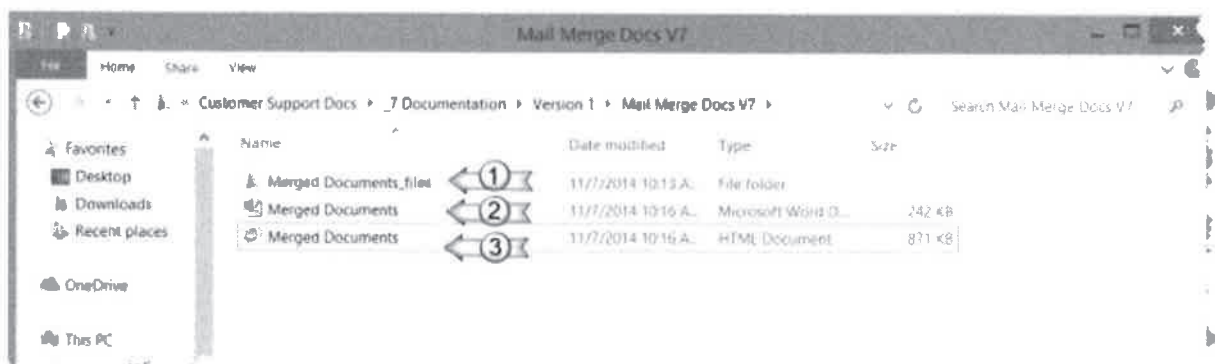 Mail Merge Docs V7
Home Share View
« Customer Support Docs ▸ _7 Documentation ▸ Version 1 ▸ Mail Merge Docs V7 ▸ Search Mail Merge Docs V7
Favorites
Desktop
Downloads
Recent places
OneDrive
This PC
Name Date modified Type Size
Merged Documents_files 1 11/7/2014 10:13 A... File folder
Merged Documents 2 11/7/2014 10:16 A... Microsoft Word D... 242 KB
Merged Documents 3 11/7/2014 10:16 A... HTML Document 871 KB